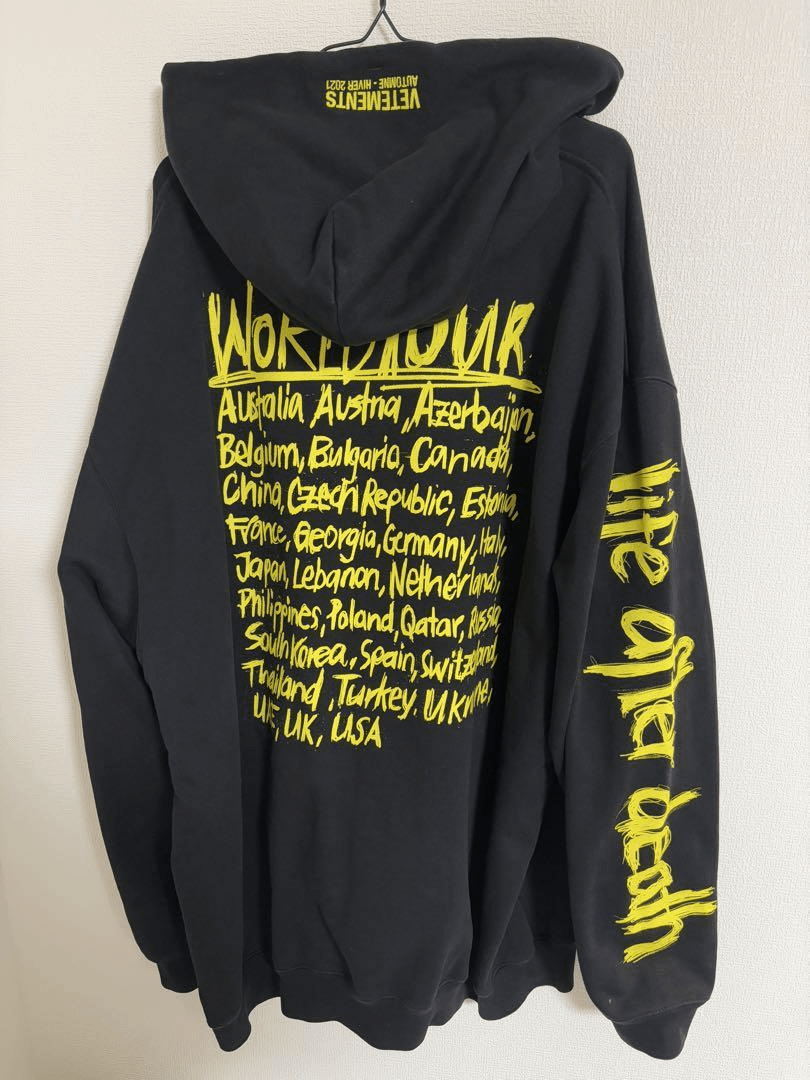 VETEMENTS
AUTOMNE - HIVER 2021
WORLD TOUR
Australia, Austria, Azerbaijan,
Belgium, Bulgaria, Canada,
China, Czech Republic, Estonia,
France, Georgia, Germany, Italy,
Japan, Lebanon, Netherlands,
Philippines, Poland, Qatar, Russia,
South Korea, Spain, Switzerland,
Thailand, Turkey, Ukraine,
UAE, UK, USA
Life after death